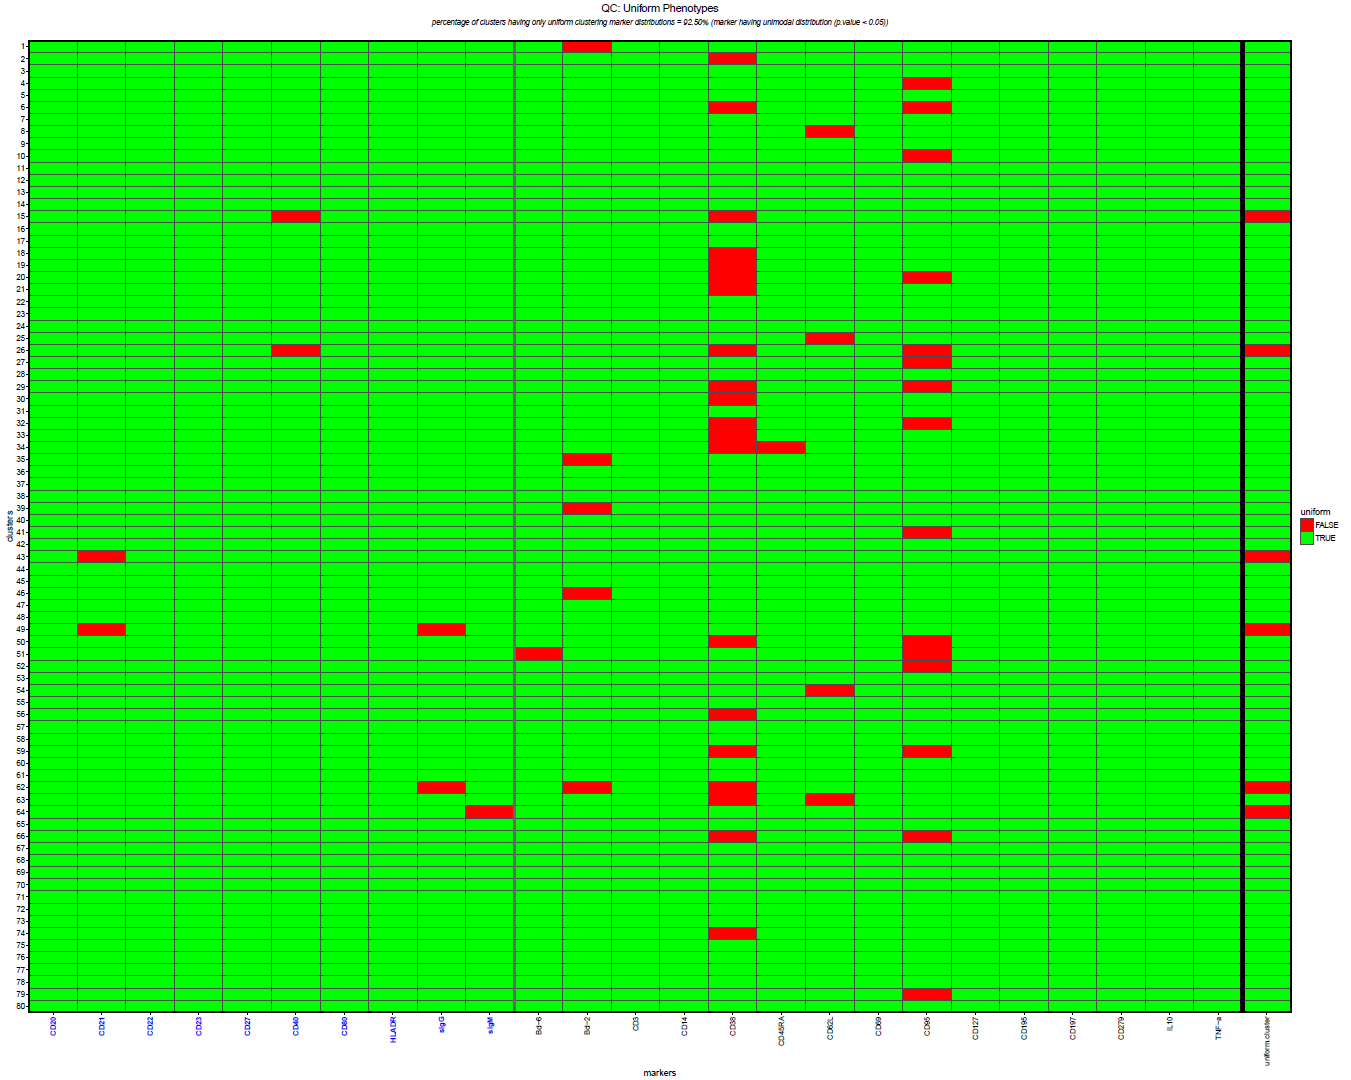 QC: Uniform Phenotypes
percentage of clusters having only uniform clustering marker distributions = 92.50% (marker having unimodal distribution (p.value < 0.05))
clusters
1
2
3
4
5
6
7
8
9
10
11
12
13
14
15
16
17
18
19
20
21
22
23
24
25
26
27
28
29
30
31
32
33
34
35
36
37
38
39
40
41
42
43
44
45
46
47
48
49
50
51
52
53
54
55
56
57
58
59
60
61
62
63
64
65
66
67
68
69
70
71
72
73
74
75
76
77
78
79
80
uniform
FALSE
TRUE
CD20
CD21
CD22
CD23
CD27
CD40
CD80
HLADR
sIgG
sIgM
Bd-6
Bd-2
CD3
CD14
CD38
CD45RA
CD62L
CD69
CD95
CD127
CD195
CD197
CD279
IL10
TNF-a
uniform.cluster
markers